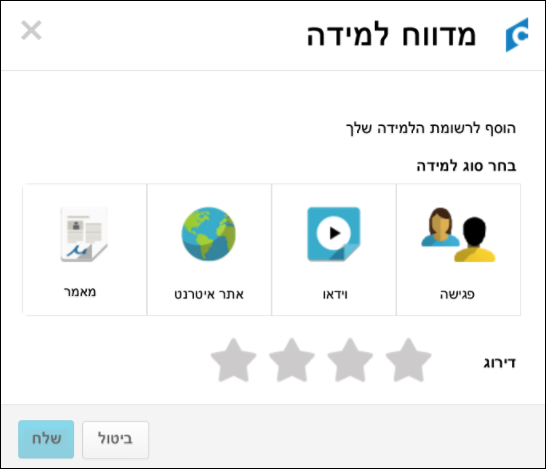 מדווח למידה
הוסף לרשומת הלמידה שלך
בחר סוג למידה
פגישה
וידאו
אתר איטרנט
מאמר
דירוג
ביטול
שלח